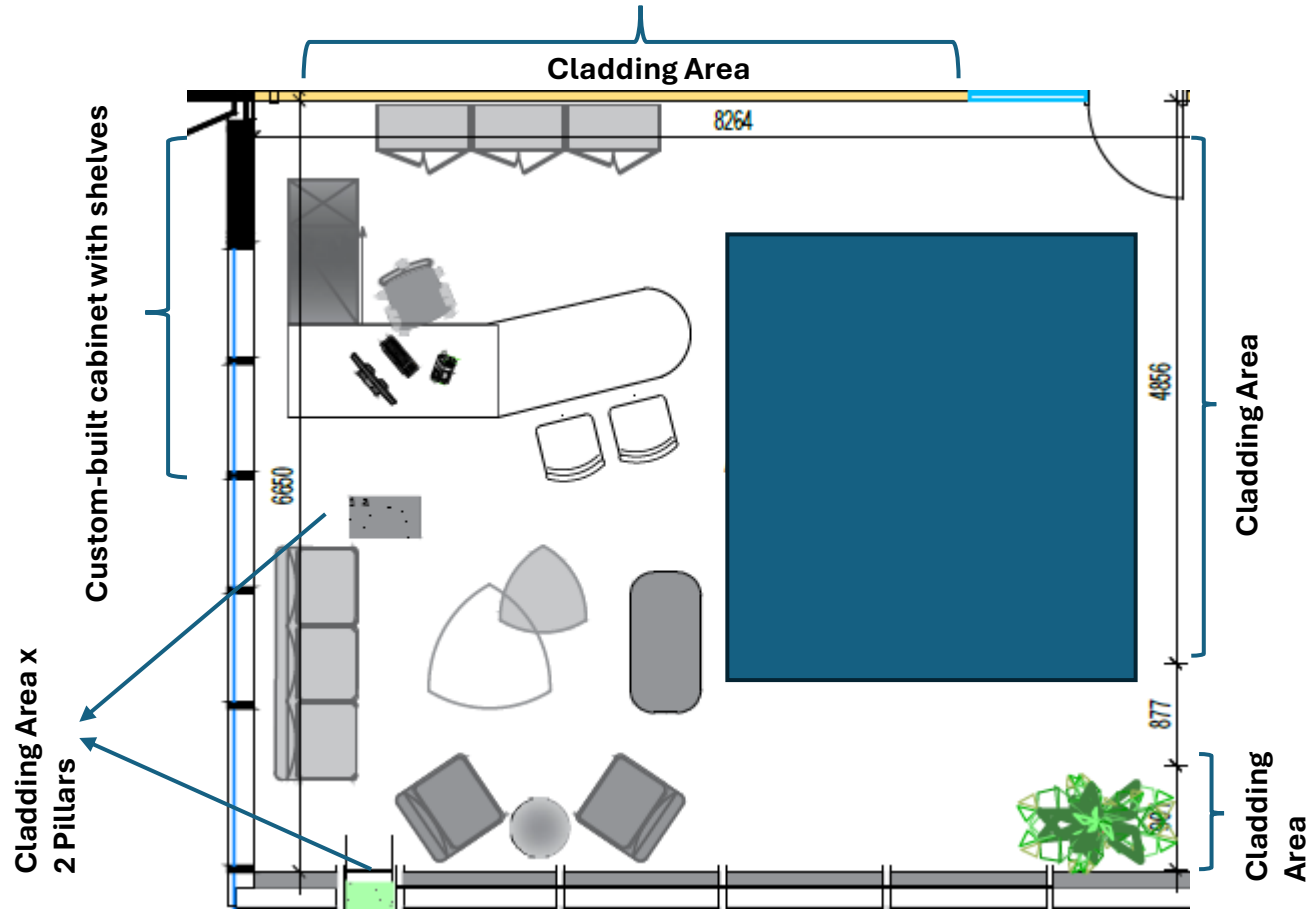 Cladding Area
8264
Custom-built cabinet with shelves
4856
Cladding Area
6650
877
Cladding Area x
2 Pillars
Cladding
Area